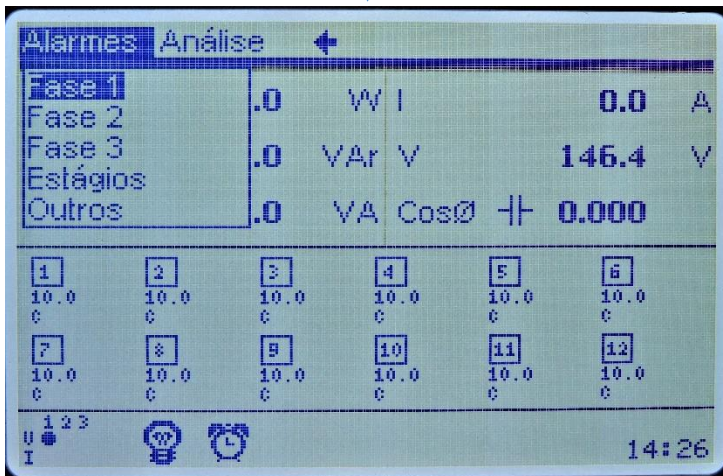 Alarmes Análise
Fase 1
Fase 2
Fase 3
Estágios
Outros
.0 W I 0.0 A
.0 VAr V 146.4 V
.0 VA CosØ 0.000
1 2 3 4 5 6
10.0 10.0 10.0 10.0 10.0 10.0
C C C C C C
7 8 9 10 11 12
10.0 10.0 10.0 10.0 10.0 10.0
C C C C C C
1 2 3
U
I
14:26